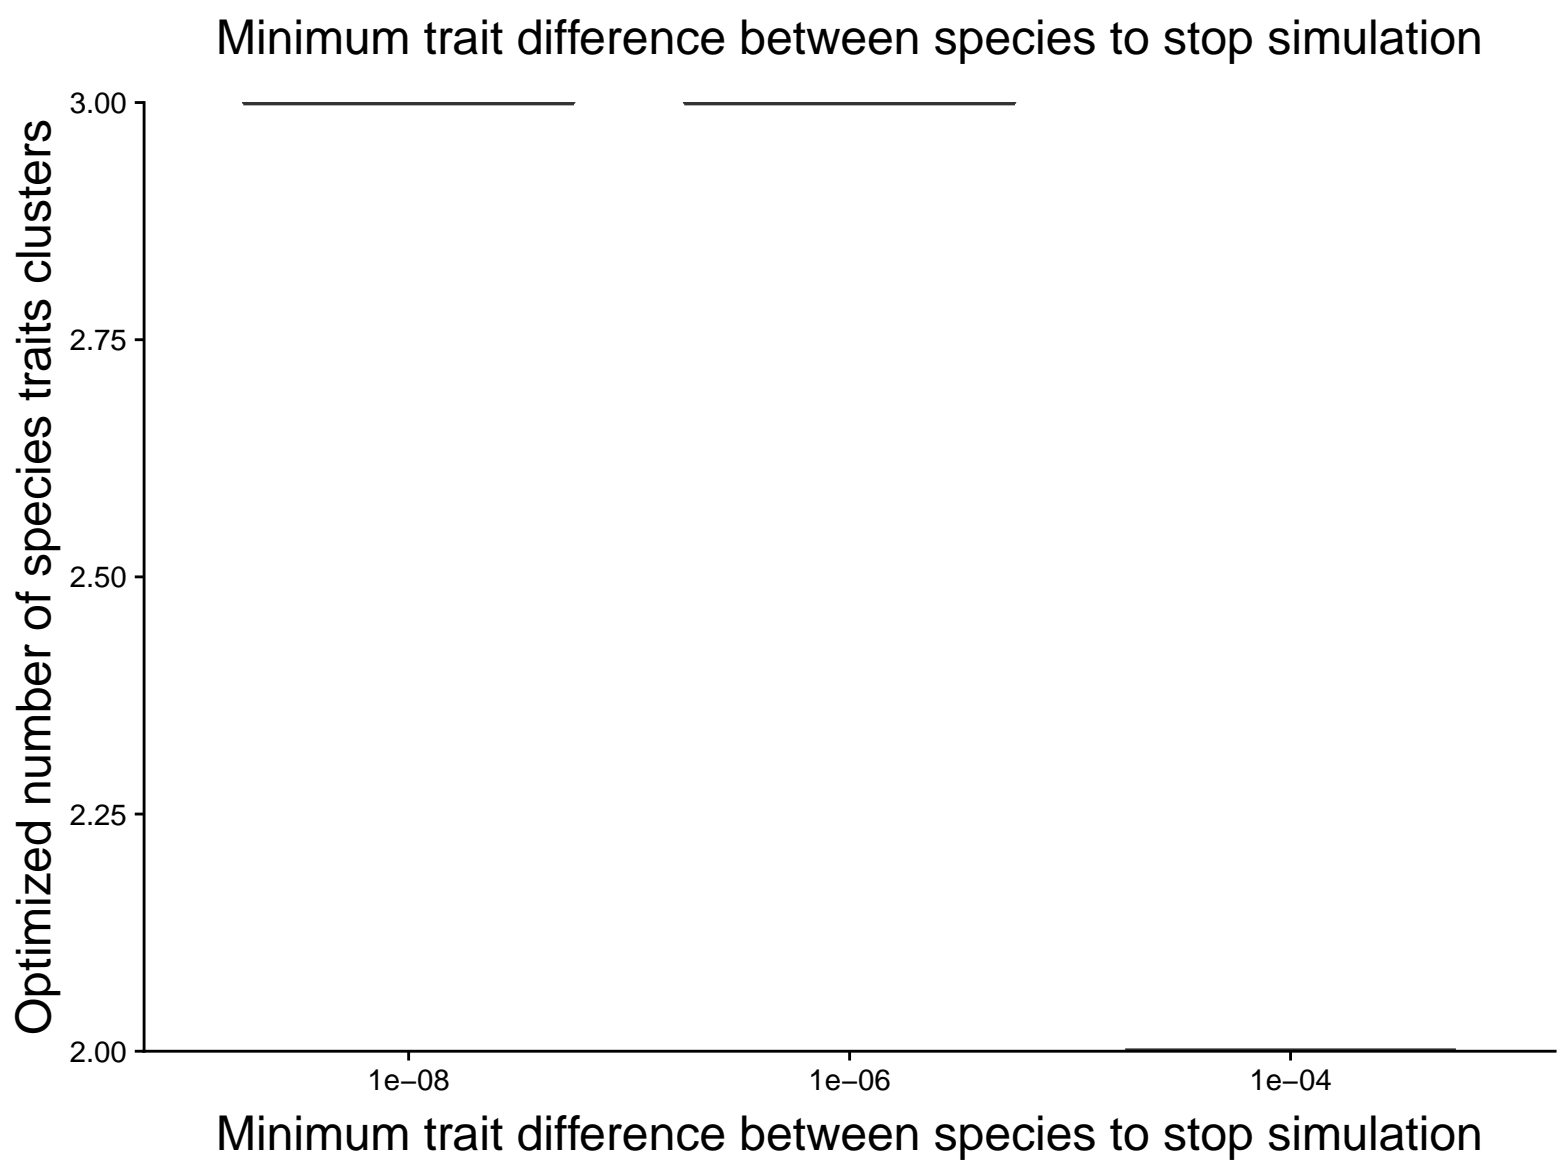 Minimum trait difference between species to stop simulation
Optimized number of species traits clusters
3.00
2.75
2.50
2.25
2.00
1e−08
1e−06
1e−04
Minimum trait difference between species to stop simulation